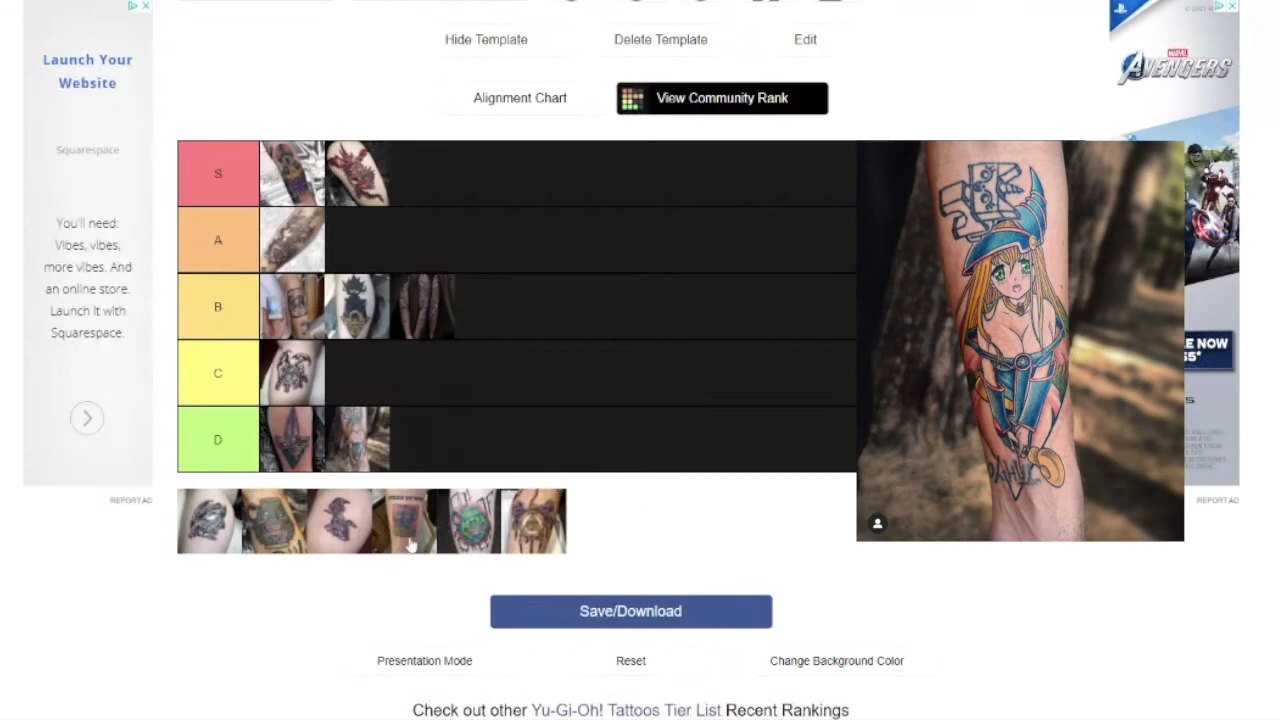 Launch Your
Website
Squarespace
You'll need:
Vibes, vibes,
more vibes. And
an online store.
Launch it with
Squarespace.
REPORT AD
Hide Template
Delete Template
Edit
Alignment Chart
View Community Rank
S
A
B
C
D
MARVEL
AVENGERS
REPORT AD
Save/Download
Presentation Mode
Reset
Change Background Color
Check out other Yu-Gi-Oh! Tattoos Tier List Recent Rankings